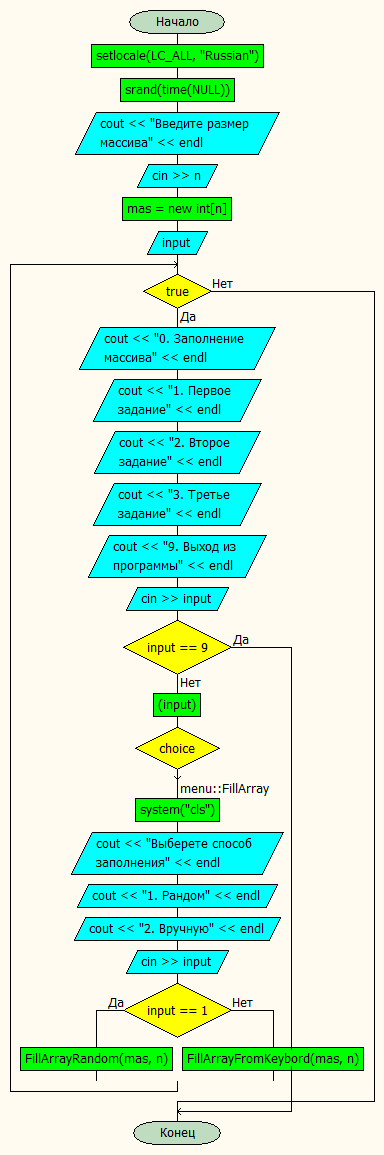 Начало
setlocale(LC_ALL, "Russian")
srand(time(NULL))
cout << "Введите размер
массива" << endl
cin >> n
mas = new int[n]
input
true
Нет
Да
cout << "0. Заполнение
массива" << endl
cout << "1. Первое
задание" << endl
cout << "2. Второе
задание" << endl
cout << "3. Третье
задание" << endl
cout << "9. Выход из
программы" << endl
cin >> input
input == 9
Да
Нет
(input)
choice
menu::FillArray
system("cls")
cout << "Выберете способ
заполнения" << endl
cout << "1. Рандом" << endl
cout << "2. Вручную" << endl
cin >> input
Да
input == 1
Нет
FillArrayRandom(mas, n)
FillArrayFromKeybord(mas, n)
Конец